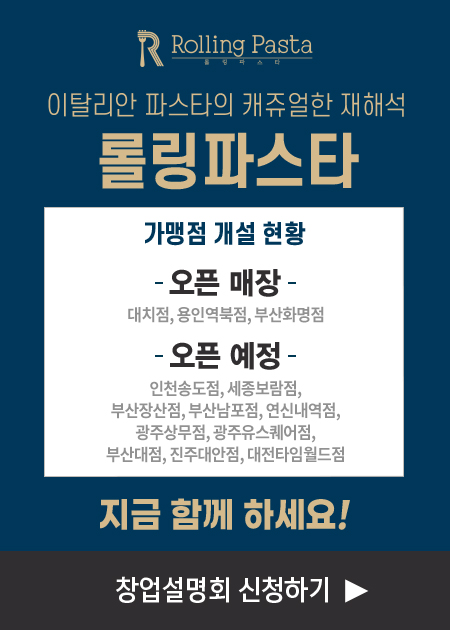 Rolling Pasta
롤링파스타
이탈리안 파스타의 캐쥬얼한 재해석
롤링파스타
가맹점 개설 현황
- 오픈 매장 -
대치점, 용인역북점, 부산화명점
- 오픈 예정 -
인천송도점, 세종보람점,
부산장산점, 부산남포점, 연신내역점,
광주상무점, 광주유스퀘어점,
부산대점, 진주대안점, 대전타임월드점
지금 함께 하세요!
창업설명회 신청하기 ▶